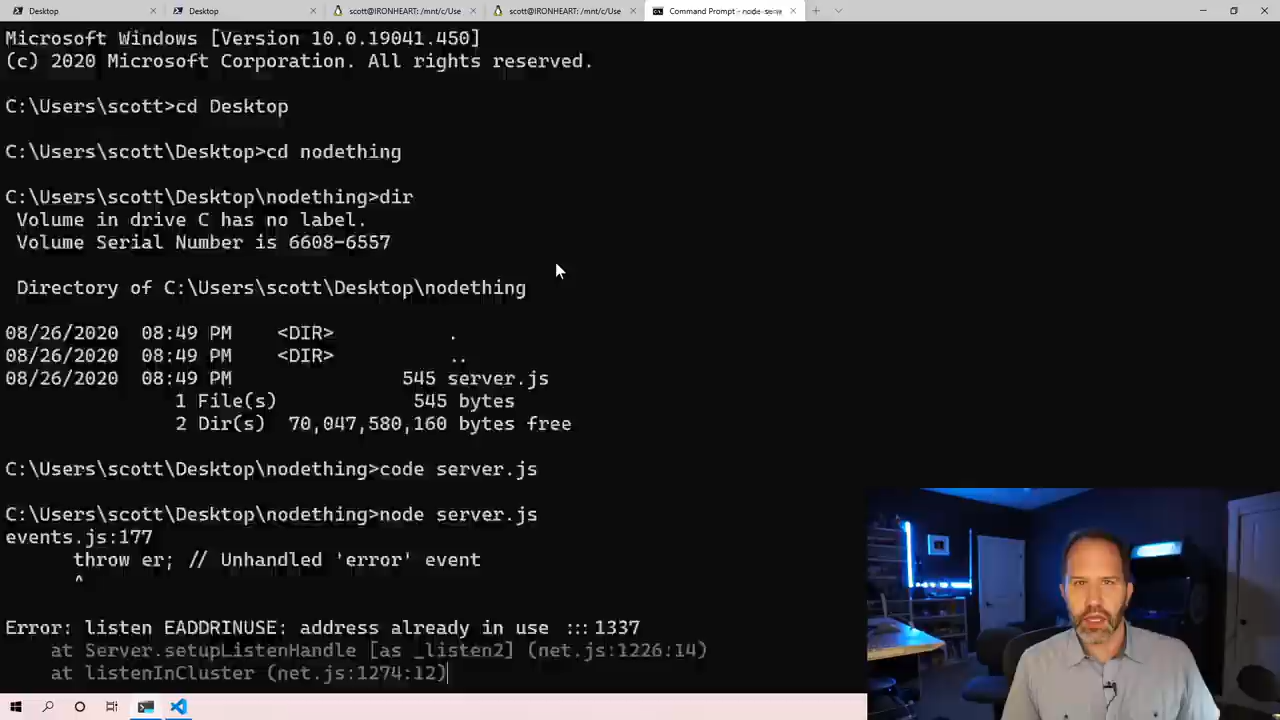 Desktop
Desktop
scott@IRONHEART: /mnt/c/Use
scott@IRONHEART: /mnt/c/Use
Command Prompt - node serve
Microsoft Windows [Version 10.0.19041.450]
(c) 2020 Microsoft Corporation. All rights reserved.
C:\Users\scott>cd Desktop
C:\Users\scott\Desktop>cd nodething
C:\Users\scott\Desktop\nodething>dir
Volume in drive C has no label.
Volume Serial Number is 6608-6557
Directory of C:\Users\scott\Desktop\nodething
08/26/2020 08:49 PM <DIR> .
08/26/2020 08:49 PM <DIR> ..
08/26/2020 08:49 PM 545 server.js
1 File(s) 545 bytes
2 Dir(s) 70,047,580,160 bytes free
C:\Users\scott\Desktop\nodething>code server.js
C:\Users\scott\Desktop\nodething>node server.js
events.js:177
throw er; // Unhandled 'error' event
^
Error: listen EADDRINUSE: address already in use :::1337
at Server.setupListenHandle [as _listen2] (net.js:1226:14)
at listenInCluster (net.js:1274:12)